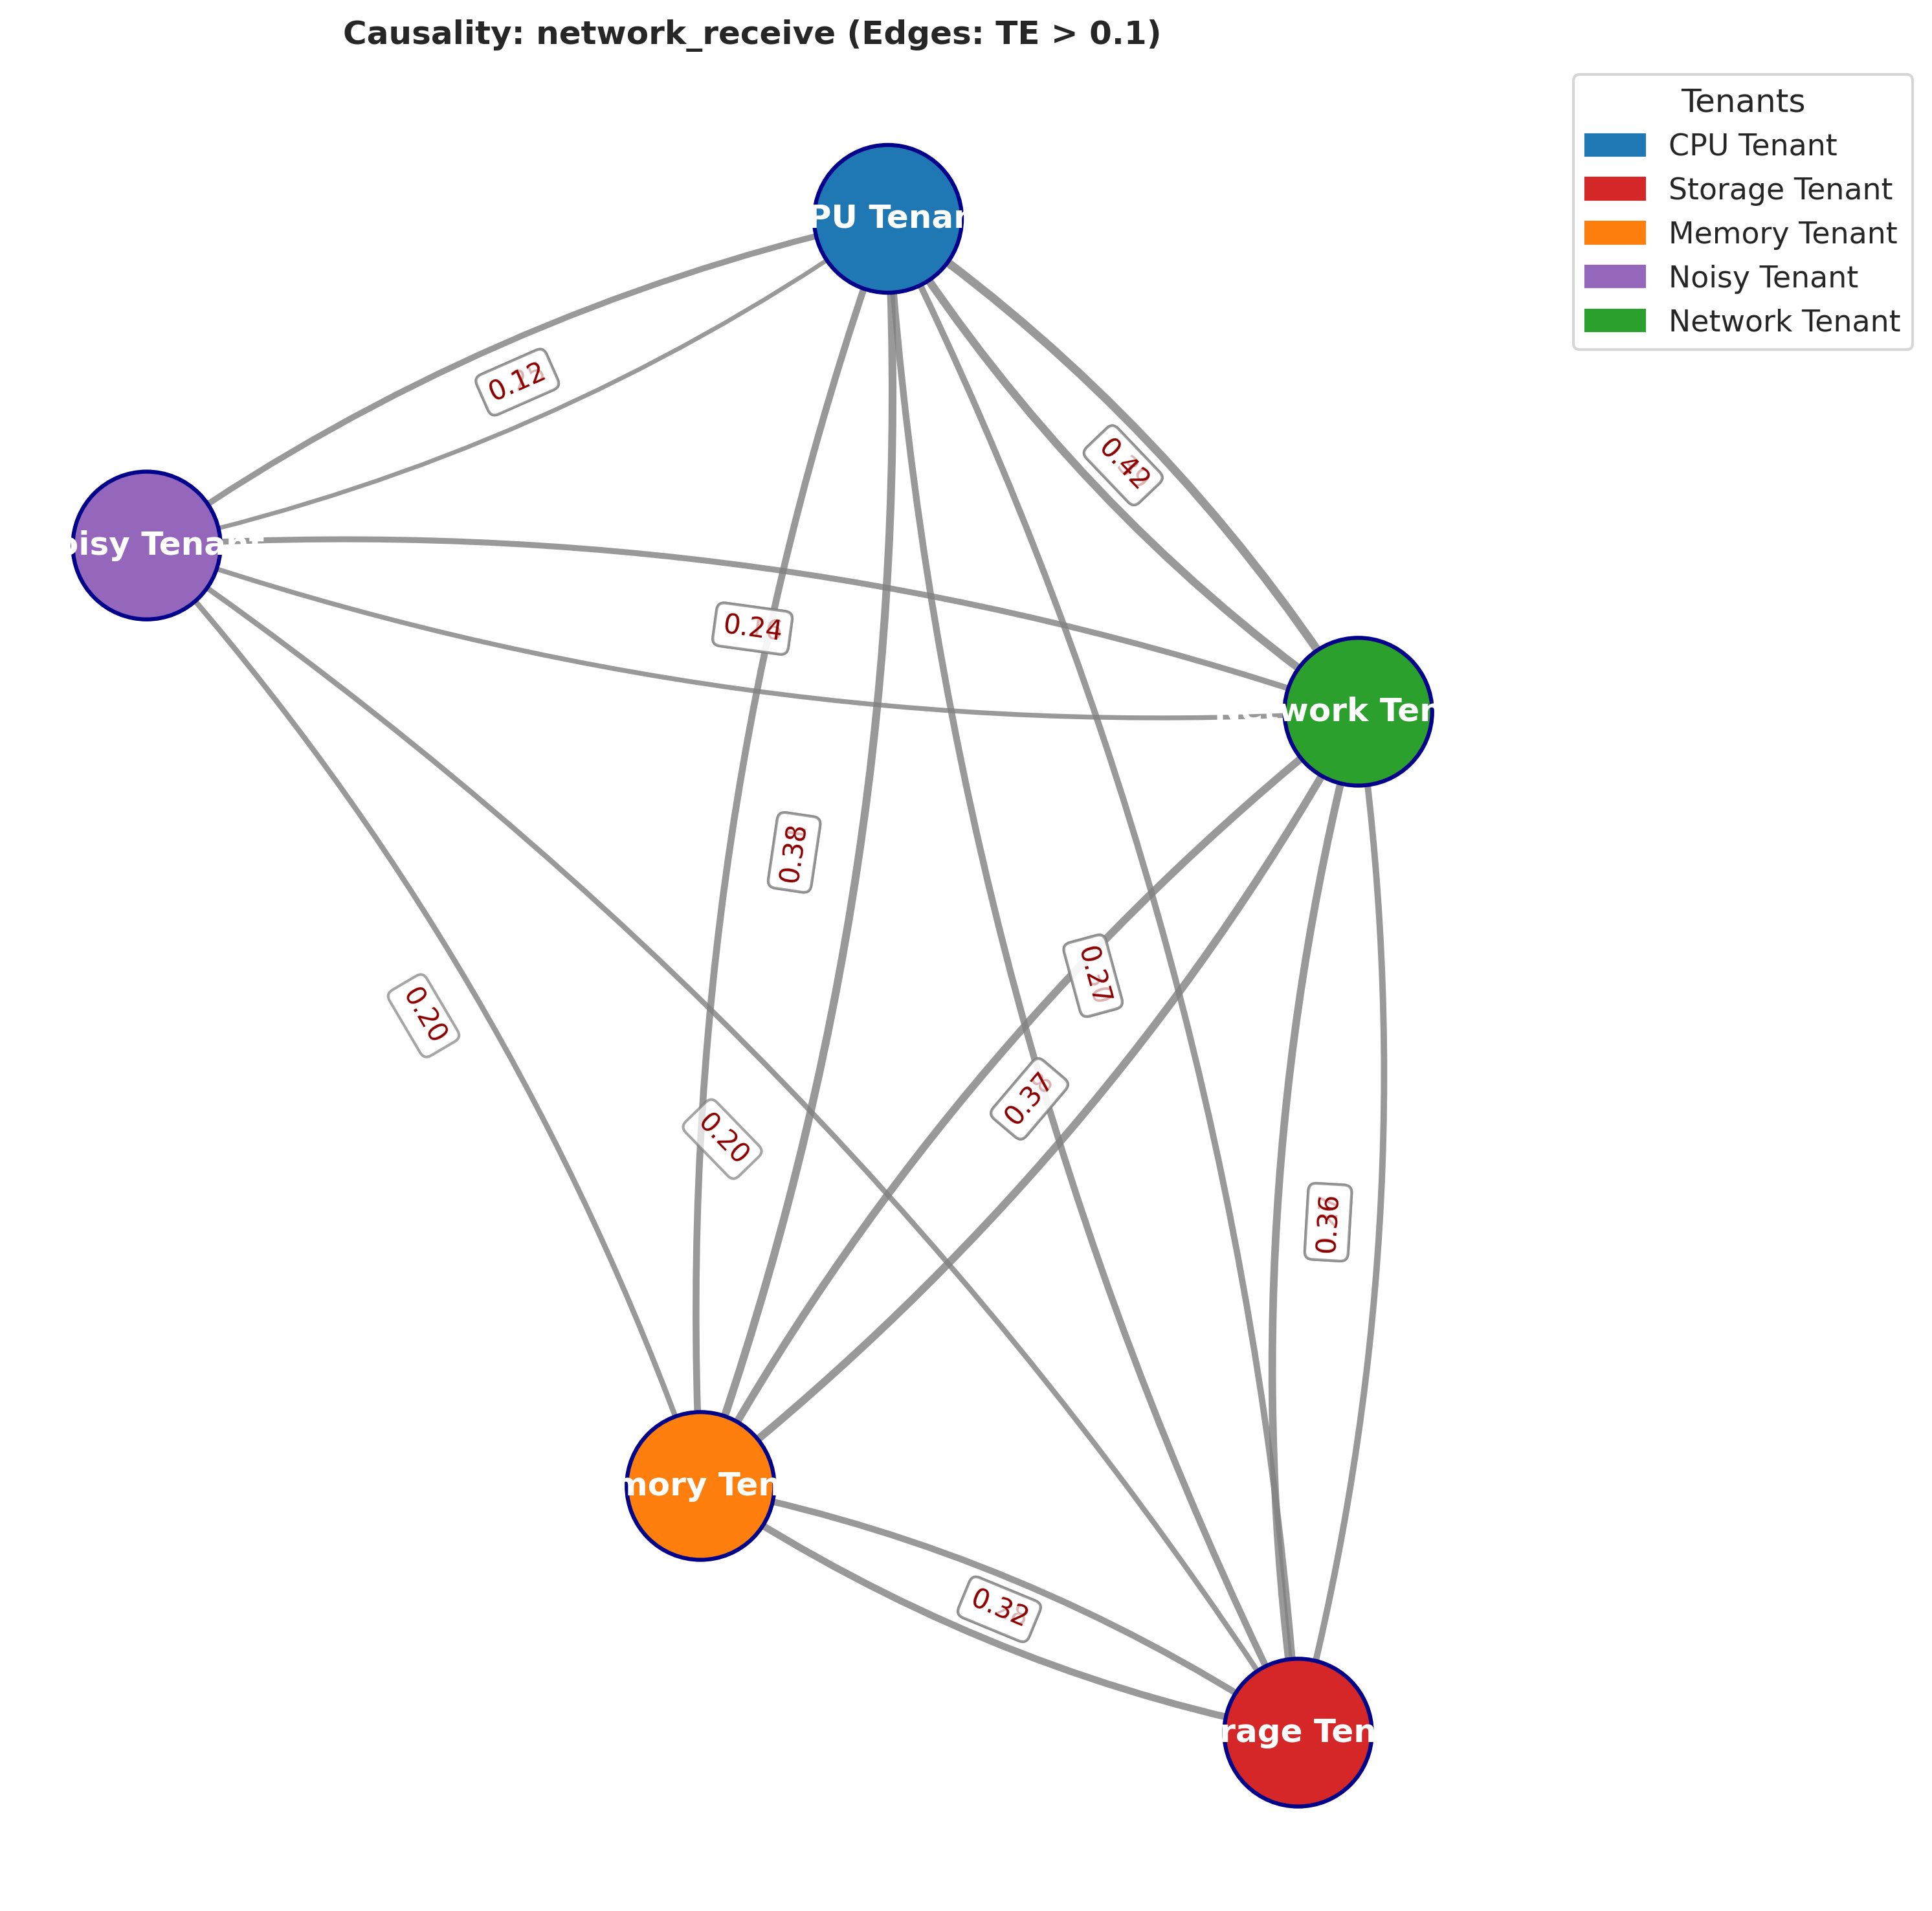 Causality: network_receive (Edges: TE > 0.1)
Tenants
CPU Tenant
Storage Tenant
Memory Tenant
Noisy Tenant
Network Tenant
PU Tenan
0.12
0.42
oisy Tenant
0.24
work Ten
0.38
0.27
0.20
0.37
0.20
0.36
mory Ten
0.32
rage Ten